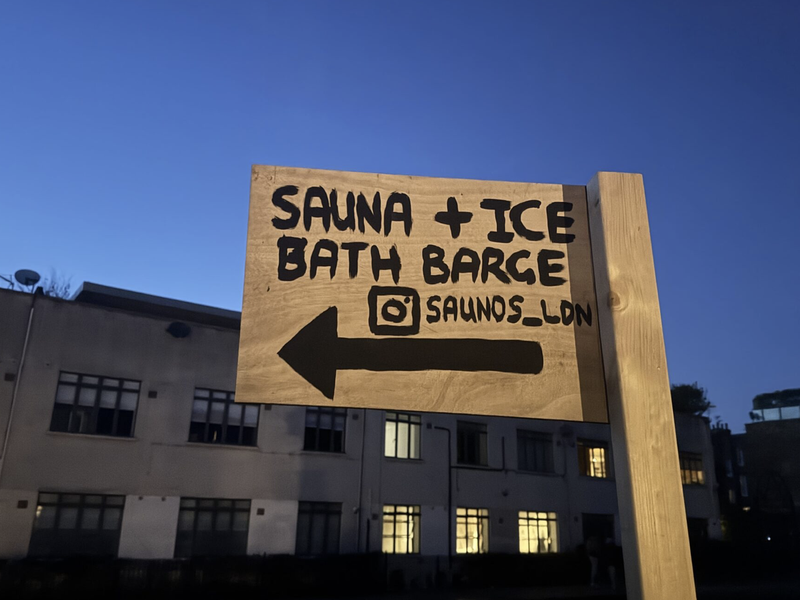 SAUNA + ICE
BATH BARGE
SAUNOS_LDN